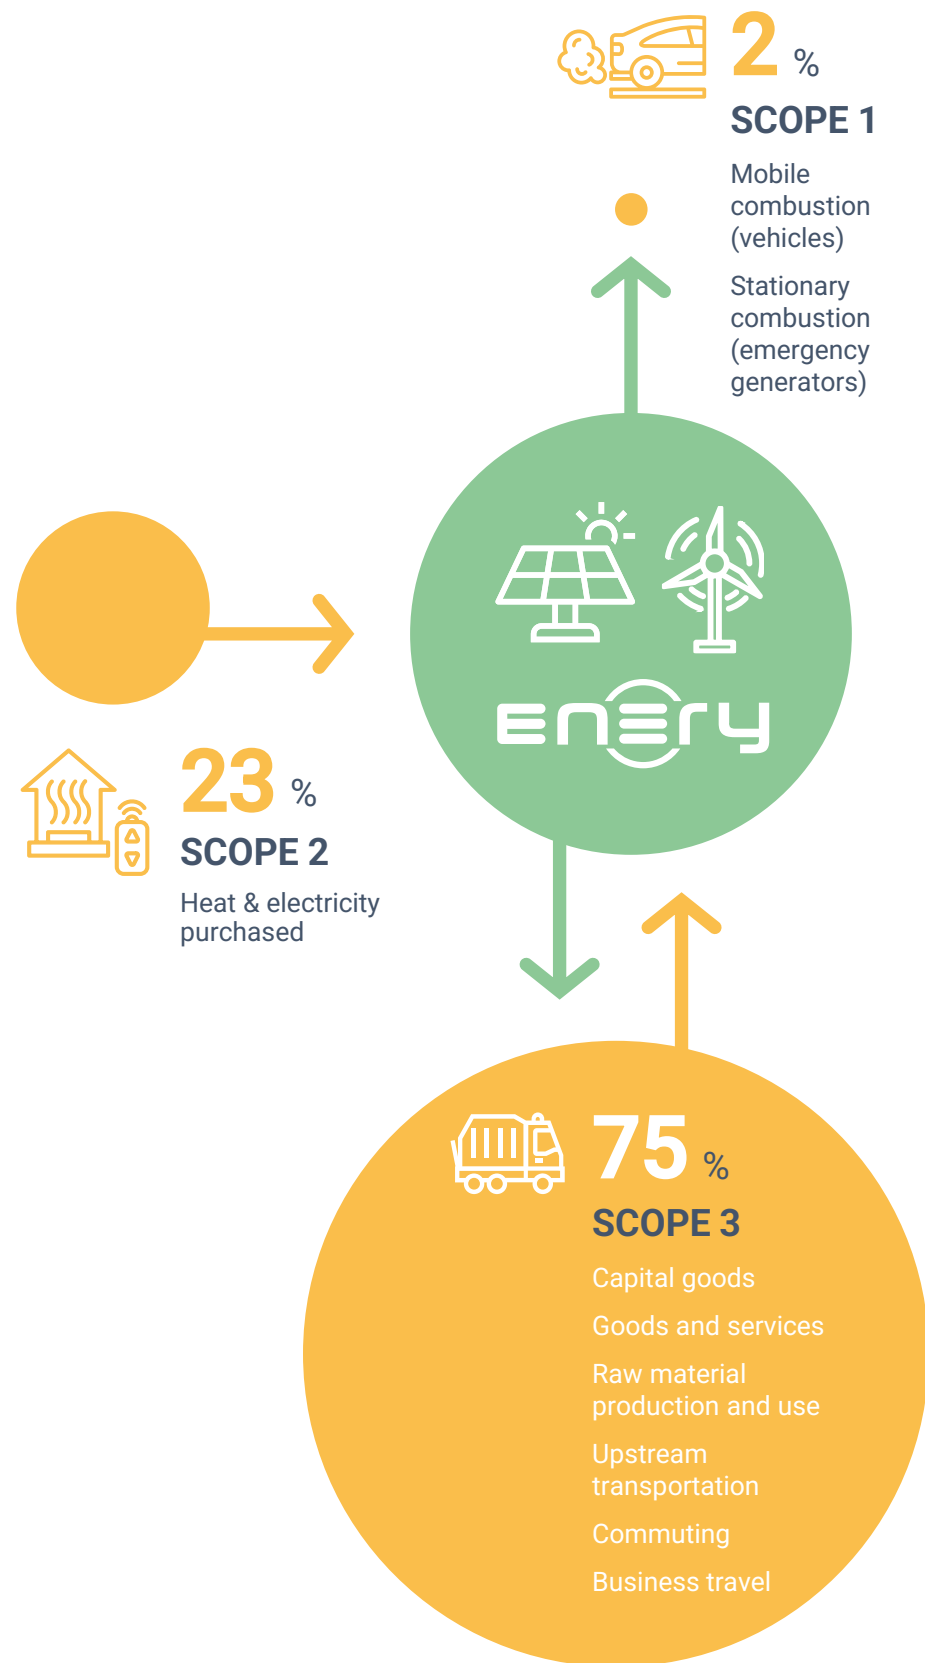 2 %
SCOPE 1
Mobile
combustion
(vehicles)
Stationary
combustion
(emergency
generators)
enery
23 %
SCOPE 2
Heat & electricity
purchased
75 %
SCOPE 3
Capital goods
Goods and services
Raw material
production and use
Upstream
transportation
Commuting
Business travel